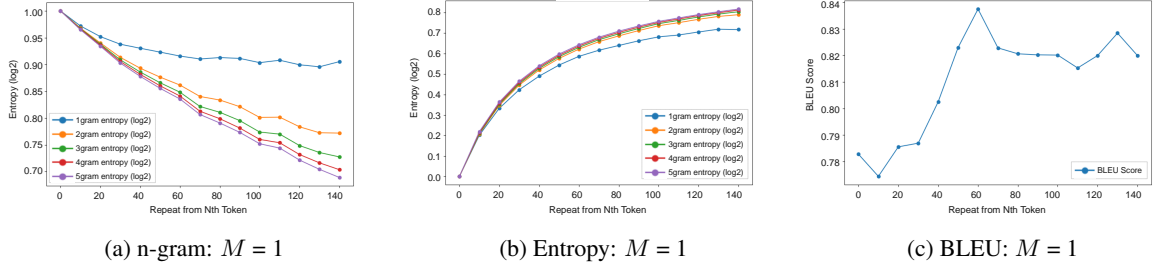 Entropy (log2)
1.00
0.95
0.90
0.85
0.80
0.75
0.70
1gram entropy (log2)
2gram entropy (log2)
3gram entropy (log2)
4gram entropy (log2)
5gram entropy (log2)
0 20 40 60 80 100 120 140
Repeat from Nth Token
(a) n-gram: M = 1
Entropy (log2)
0.8
0.7
0.6
0.5
0.4
0.3
0.2
0.1
0.0
1gram entropy (log2)
2gram entropy (log2)
3gram entropy (log2)
4gram entropy (log2)
5gram entropy (log2)
0 20 40 60 80 100 120 140
Repeat from Nth Token
(b) Entropy: M = 1
BLEU Score
0.84
0.82
0.80
0.78
BLEU Score
0 20 40 60 80 100 120 140
Repeat from Nth Token
(c) BLEU: M = 1